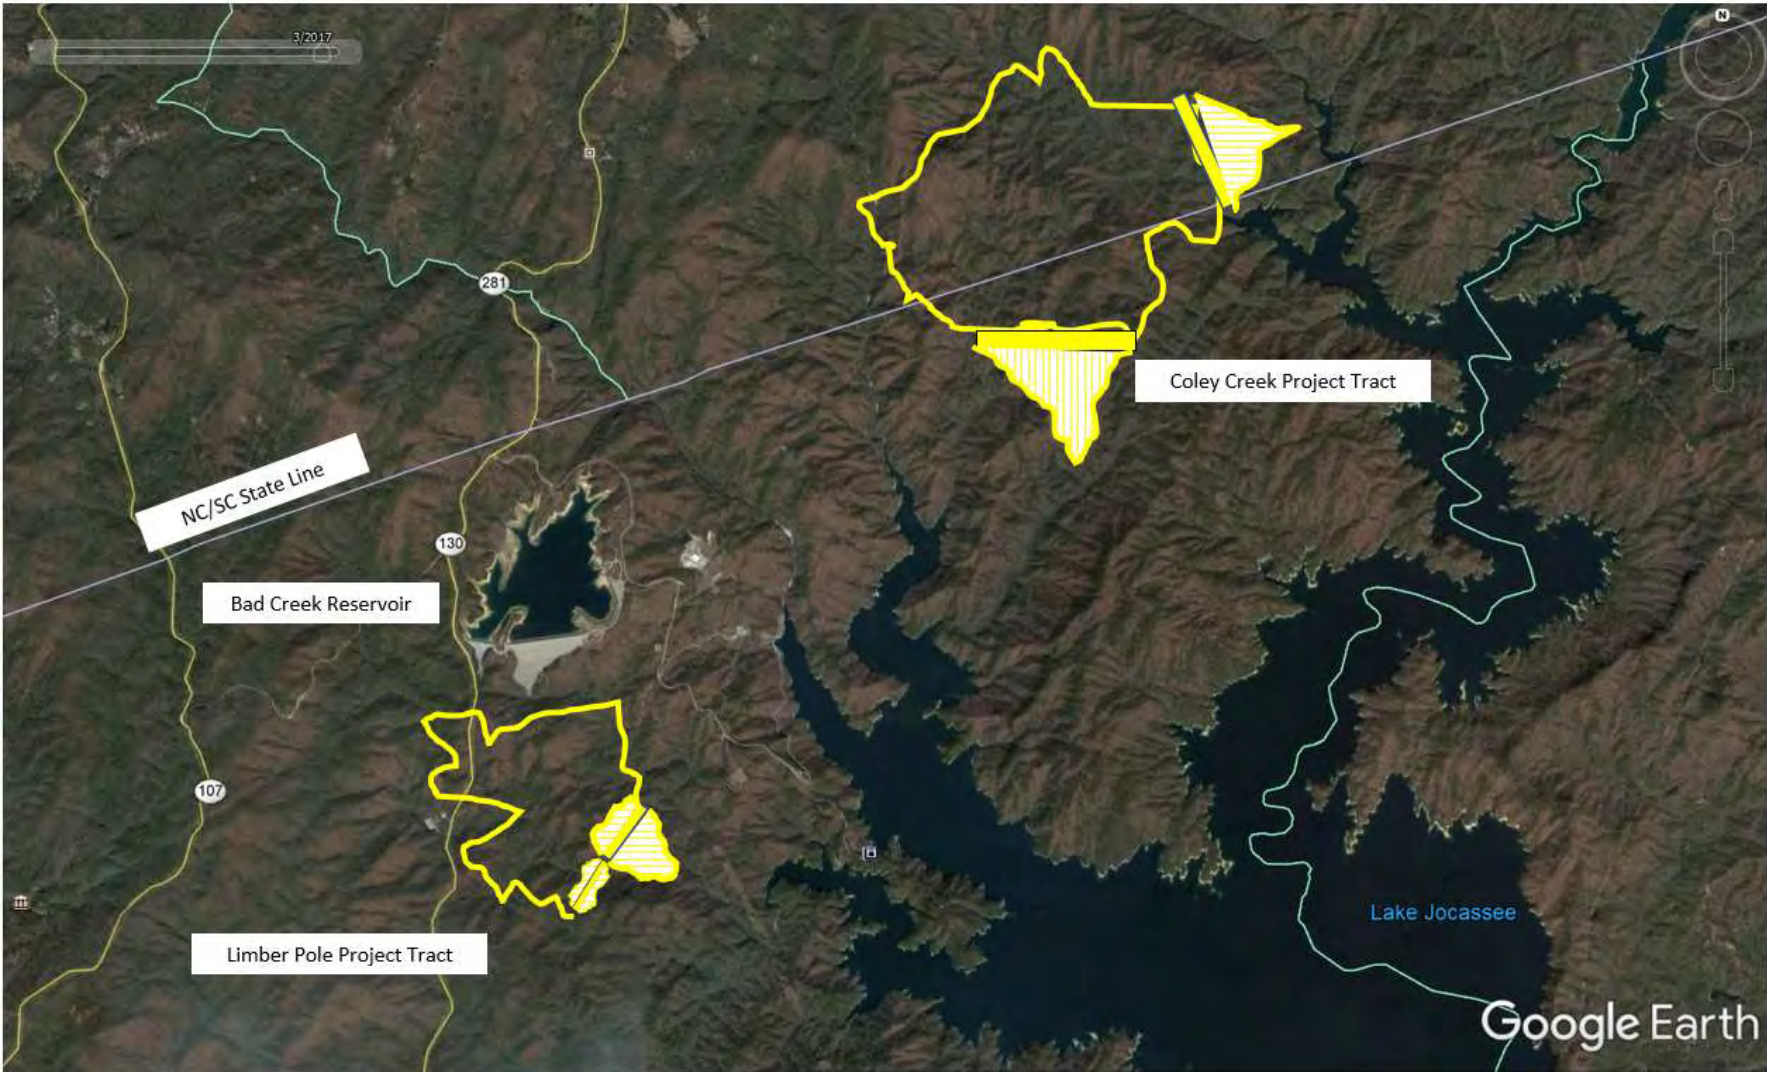 3/2017
N
281
Coley Creek Project Tract
NC/SC State Line
130
Bad Creek Reservoir
107
Lake Jocassee
Limber Pole Project Tract
Google Earth